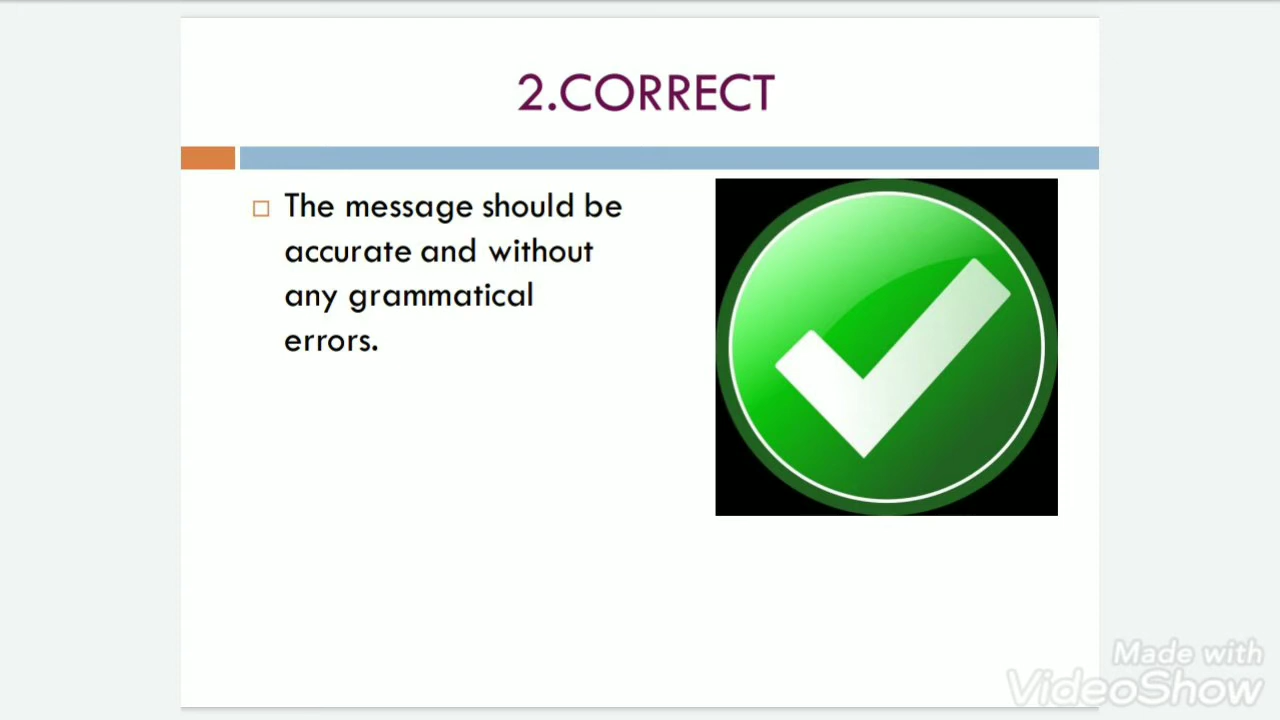 2.CORRECT
The message should be
accurate and without
any grammatical
errors.
Made with
VideoShow